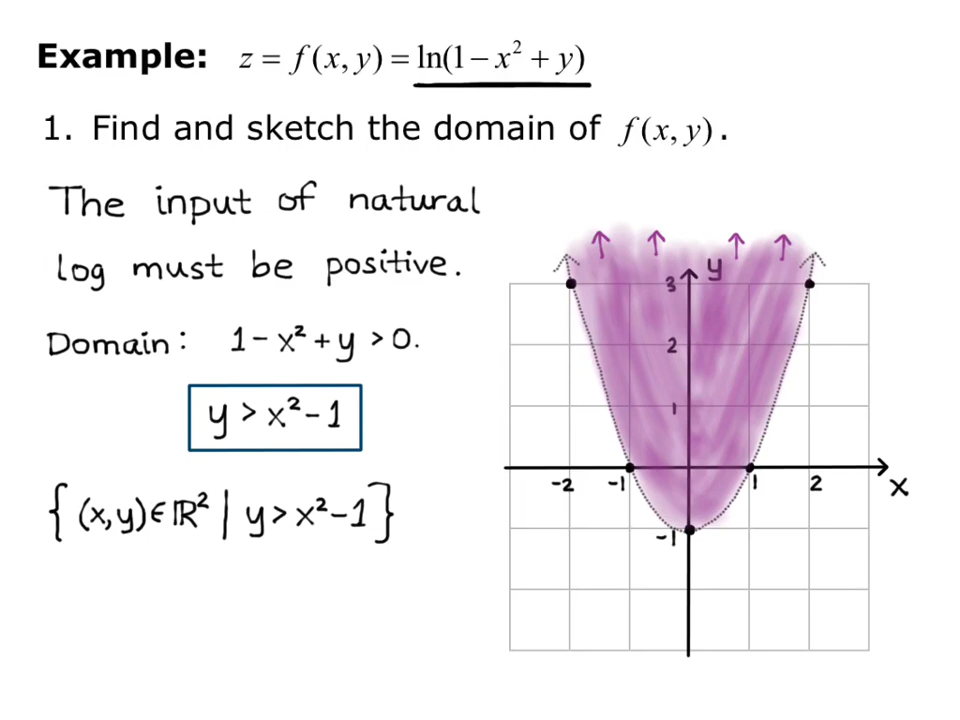 Example: z = f(x, y) = ln(1 − x² + y)
1. Find and sketch the domain of f(x, y).
The input of natural
log must be positive.
Domain: 1 − x² + y > 0.
y > x² − 1
{(x,y) ∈ ℝ² | y > x² − 1}
y
3
2
1
-2 -1 1 2 x
-1